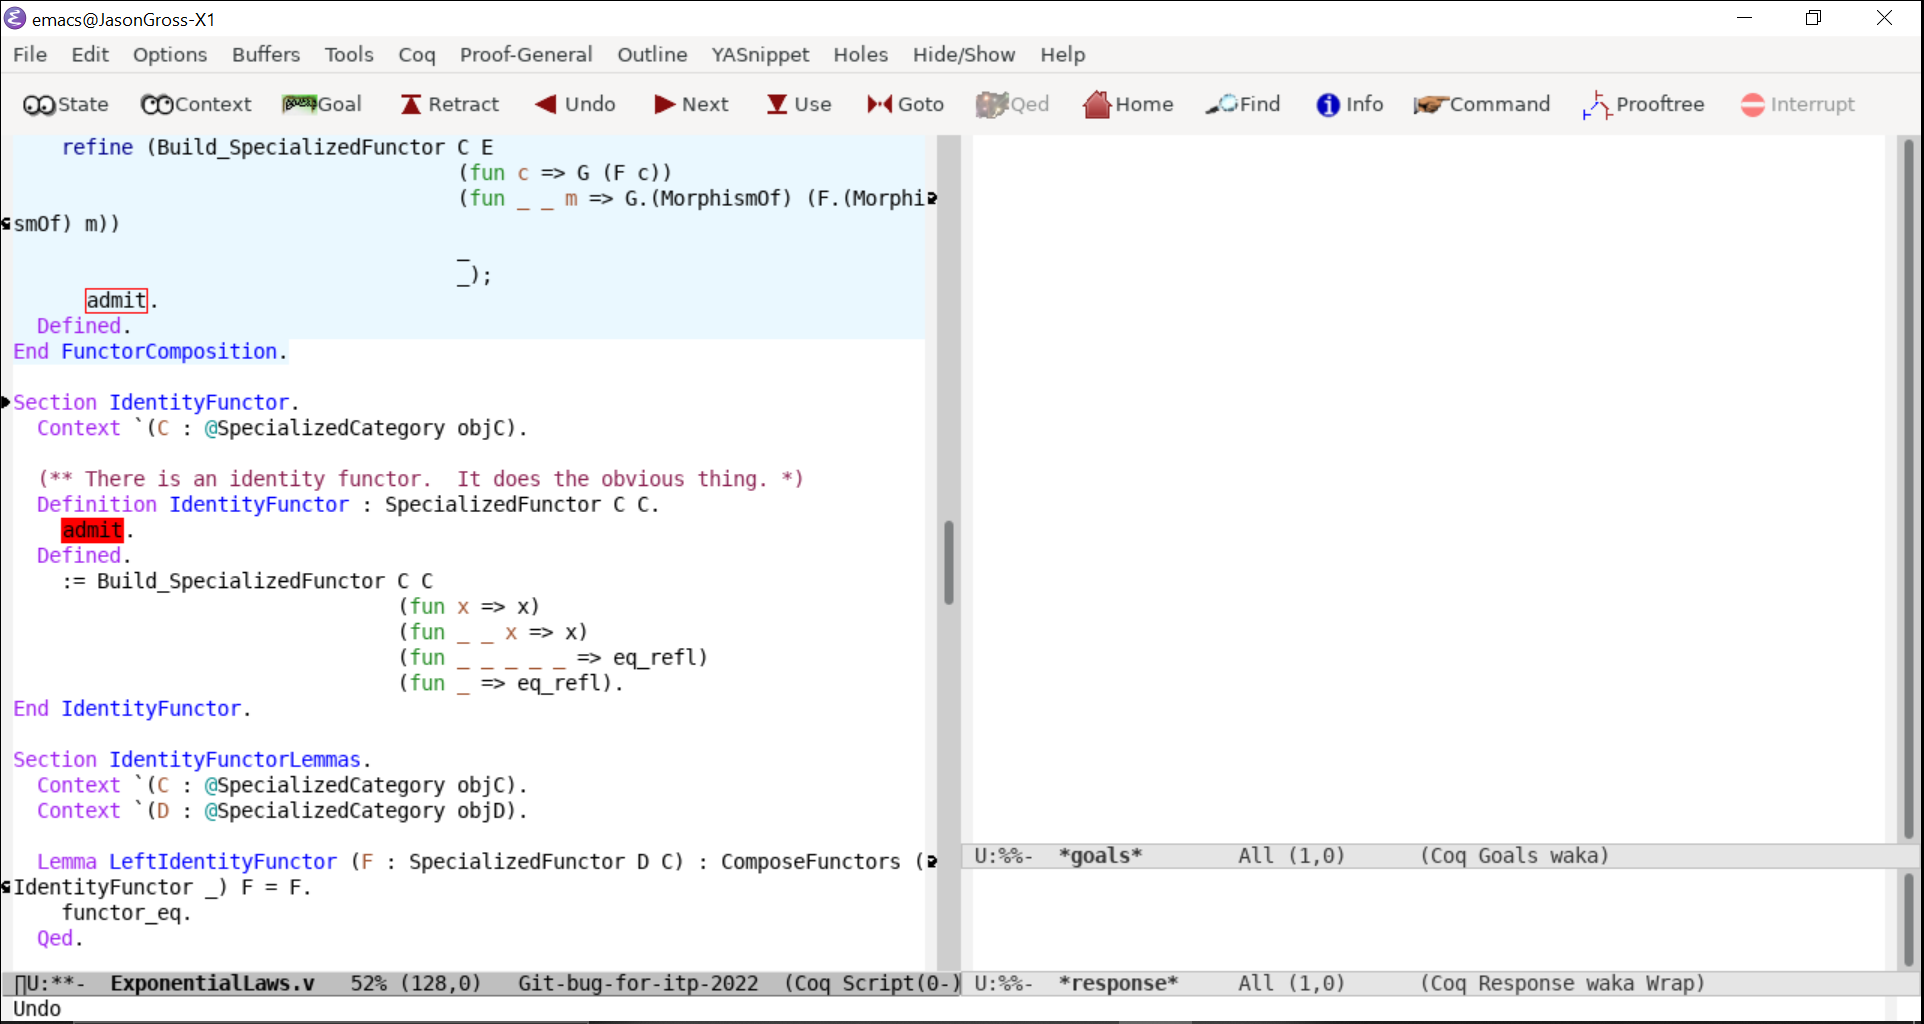 emacs@JasonGross-X1
File Edit Options Buffers Tools Coq Proof-General Outline YASnippet Holes Hide/Show Help
State Context Goal Retract Undo Next Use Goto Qed Home Find Info Command Prooftree Interrupt
refine (Build_SpecializedFunctor C E
(fun c => G (F c))
(fun _ _ m => G.(MorphismOf) (F.(Morphi
smOf) m))
_
_);
admit.
Defined.
End FunctorComposition.
Section IdentityFunctor.
Context `(C : @SpecializedCategory objC).
(** There is an identity functor.  It does the obvious thing. *)
Definition IdentityFunctor : SpecializedFunctor C C.
admit.
Defined.
:= Build_SpecializedFunctor C C
(fun x => x)
(fun _ _ x => x)
(fun _ _ _ _ _ => eq_refl)
(fun _ => eq_refl).
End IdentityFunctor.
Section IdentityFunctorLemmas.
Context `(C : @SpecializedCategory objC).
Context `(D : @SpecializedCategory objD).
Lemma LeftIdentityFunctor (F : SpecializedFunctor D C) : ComposeFunctors (
IdentityFunctor _) F = F.
functor_eq.
Qed.
U:**-  ExponentialLaws.v   52% (128,0)   Git-bug-for-itp-2022  (Coq Script(0-)
Undo
U:%%-  *goals*        All (1,0)      (Coq Goals waka)
U:%%-  *response*     All (1,0)      (Coq Response waka Wrap)